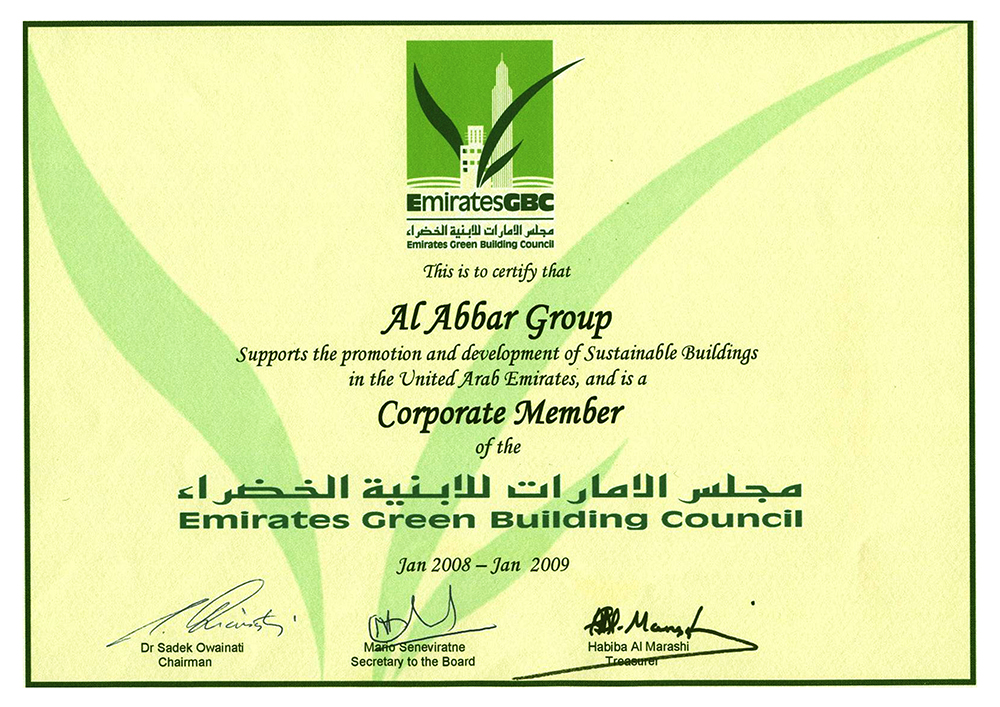 EmiratesGBC
مجلس الامارات للابنية الخضراء
Emirates Green Building Council
This is to certify that
Al Abbar Group
Supports the promotion and development of Sustainable Buildings
in the United Arab Emirates, and is a
Corporate Member
of the
مجلس الامارات للابنية الخضراء
Emirates Green Building Council
Jan 2008 – Jan 2009
Dr Sadek Owainati
Chairman
Mario Seneviratne
Secretary to the Board
Habiba Al Marashi
Treasurer